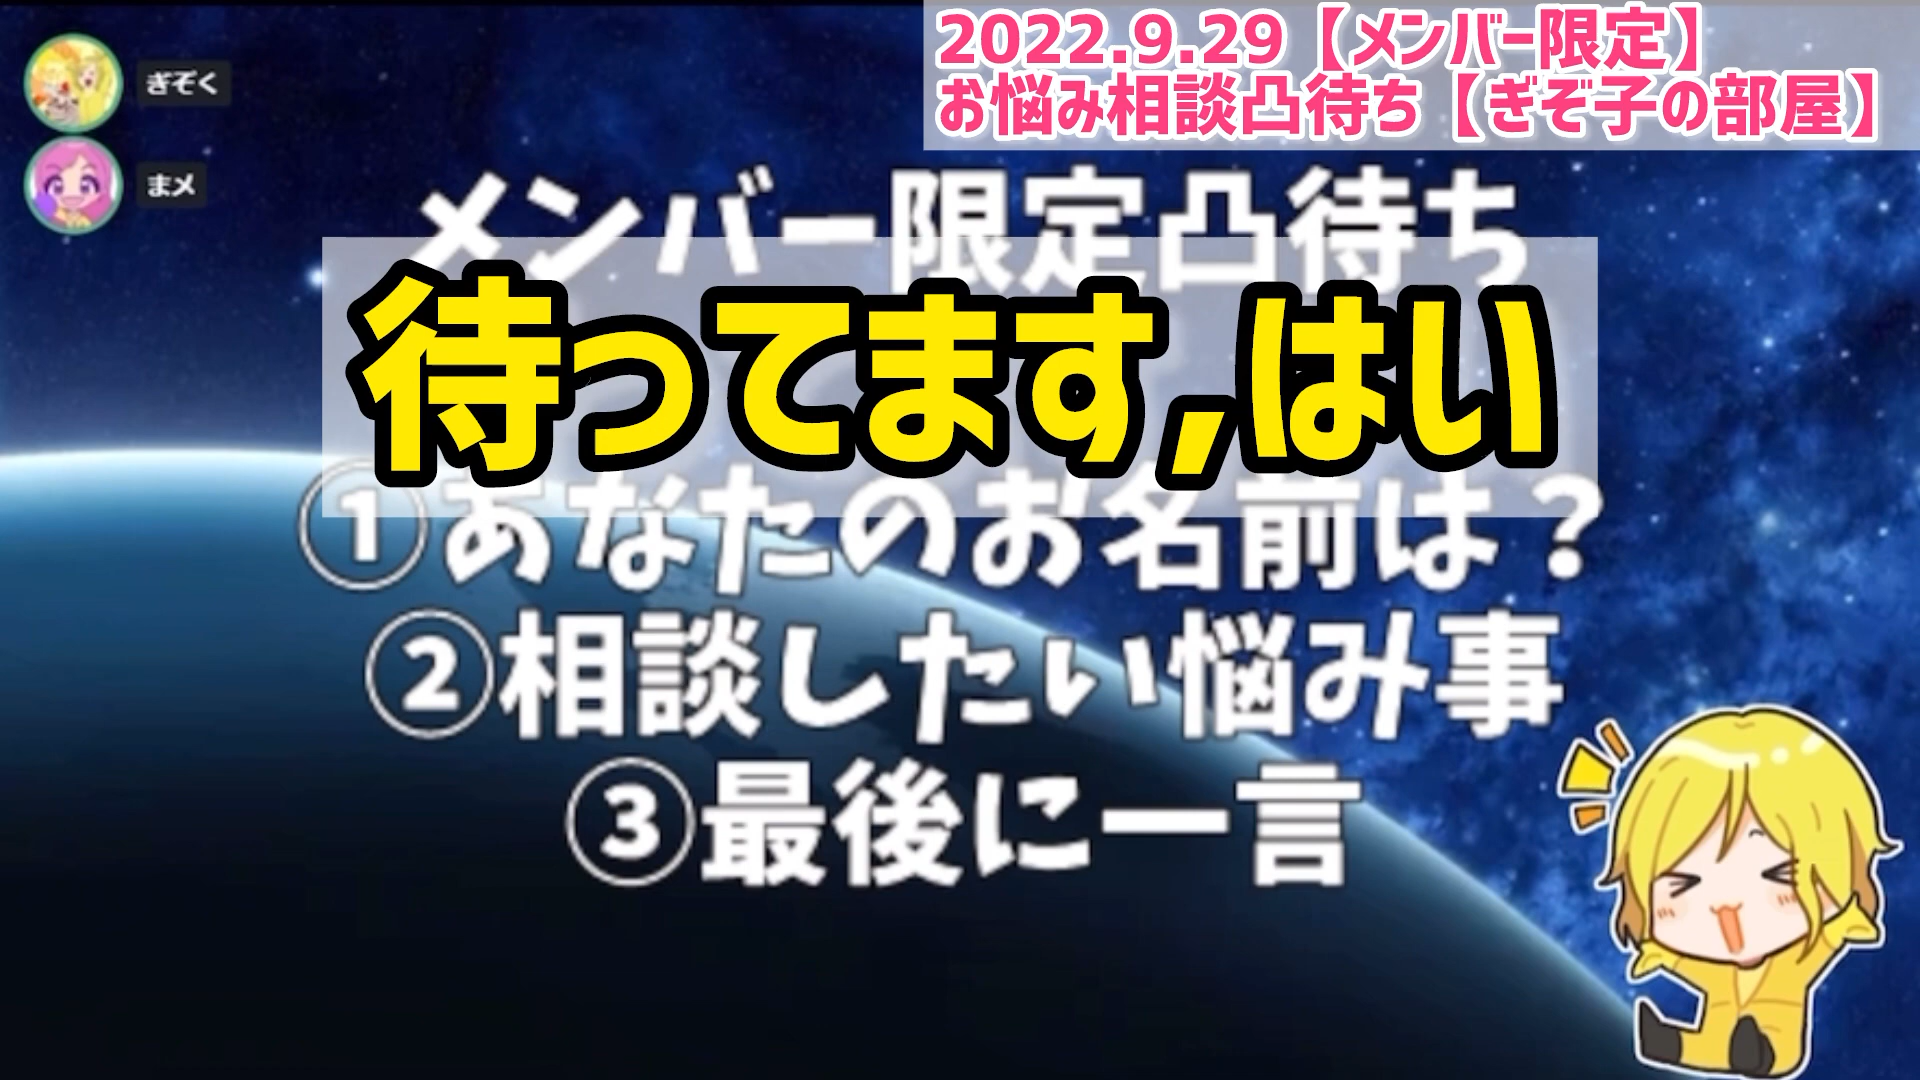 2022.9.29【メンバー限定】
お悩み相談凸待ち【ぎぞ子の部屋】
ぎぞく
まメ
メンバー限定凸待ち
待ってます,はい
①あなたのお名前は？
②相談したい悩み事
③最後に一言